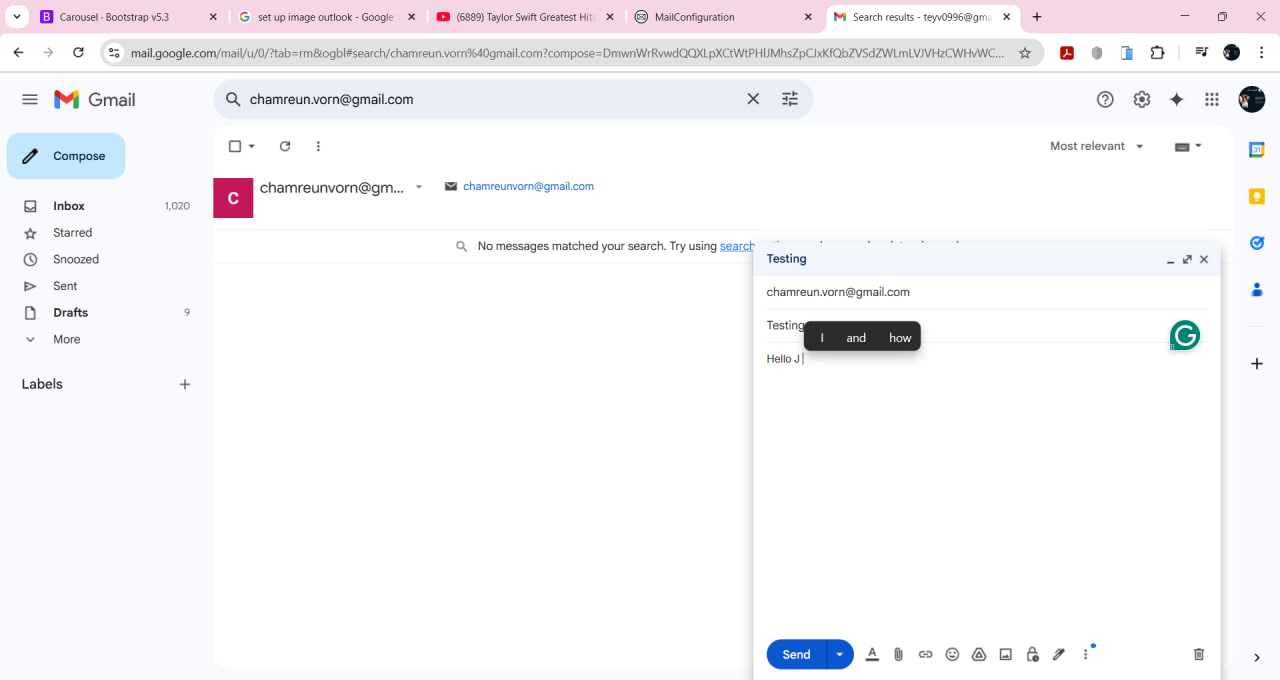 Carousel · Bootstrap v5.3
set up image outlook - Google
(6889) Taylor Swift Greatest Hits
MailConfiguration
Search results - teyv0996@gma
mail.google.com/mail/u/0/?tab=rm&ogbl#search/chamreun.vorn%40gmail.com?compose=DmwnWrRvwdQQXLpXCtWtPHlJMhsZpCJxKfQbZVSdZWLmLVJVHzCWHvWC...
Gmail
chamreun.vorn@gmail.com
Compose
Most relevant
chamreunvorn@gm...
chamreunvorn@gmail.com
C
Inbox 1,020
Starred
Snoozed
Sent
Drafts 9
More
Labels
No messages matched your search. Try using search
Testing
chamreun.vorn@gmail.com
Testing
I and how
Hello J
Send
31
G